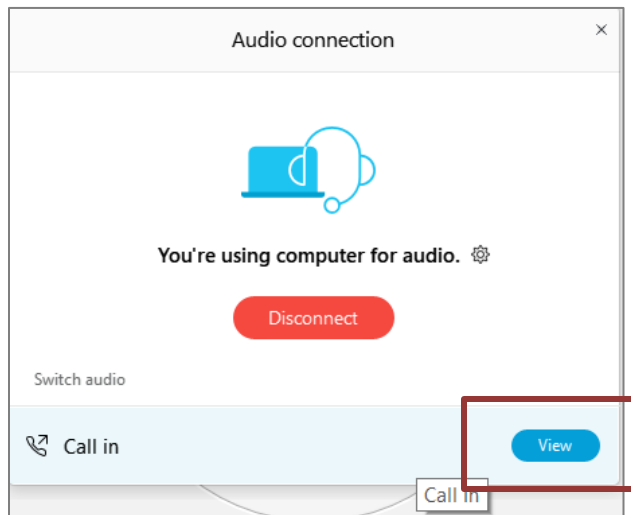 Audio connection
You're using computer for audio.
Disconnect
Switch audio
Call in
View
Call In